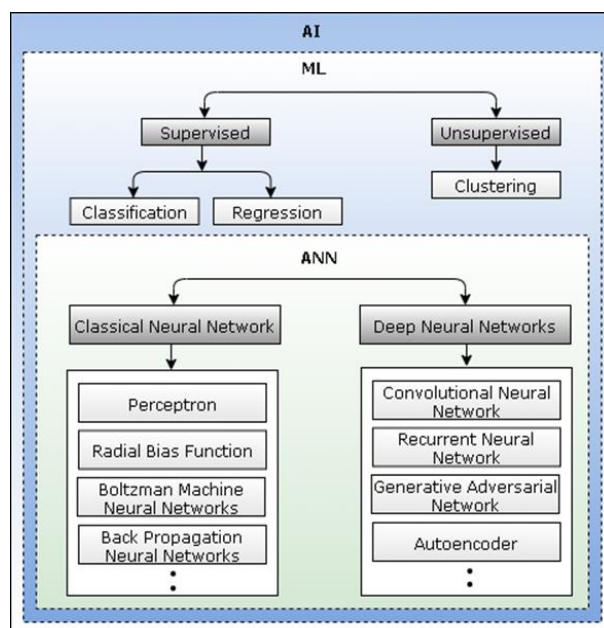 AI
ML
Supervised
Unsupervised
Classification
Regression
Clustering
ANN
Classical Neural Network
Deep Neural Networks
Perceptron
Radial Bias Function
Boltzman Machine
Neural Networks
Back Propagation
Neural Networks
Convolutional Neural
Network
Recurrent Neural
Network
Generative Adversarial
Network
Autoencoder